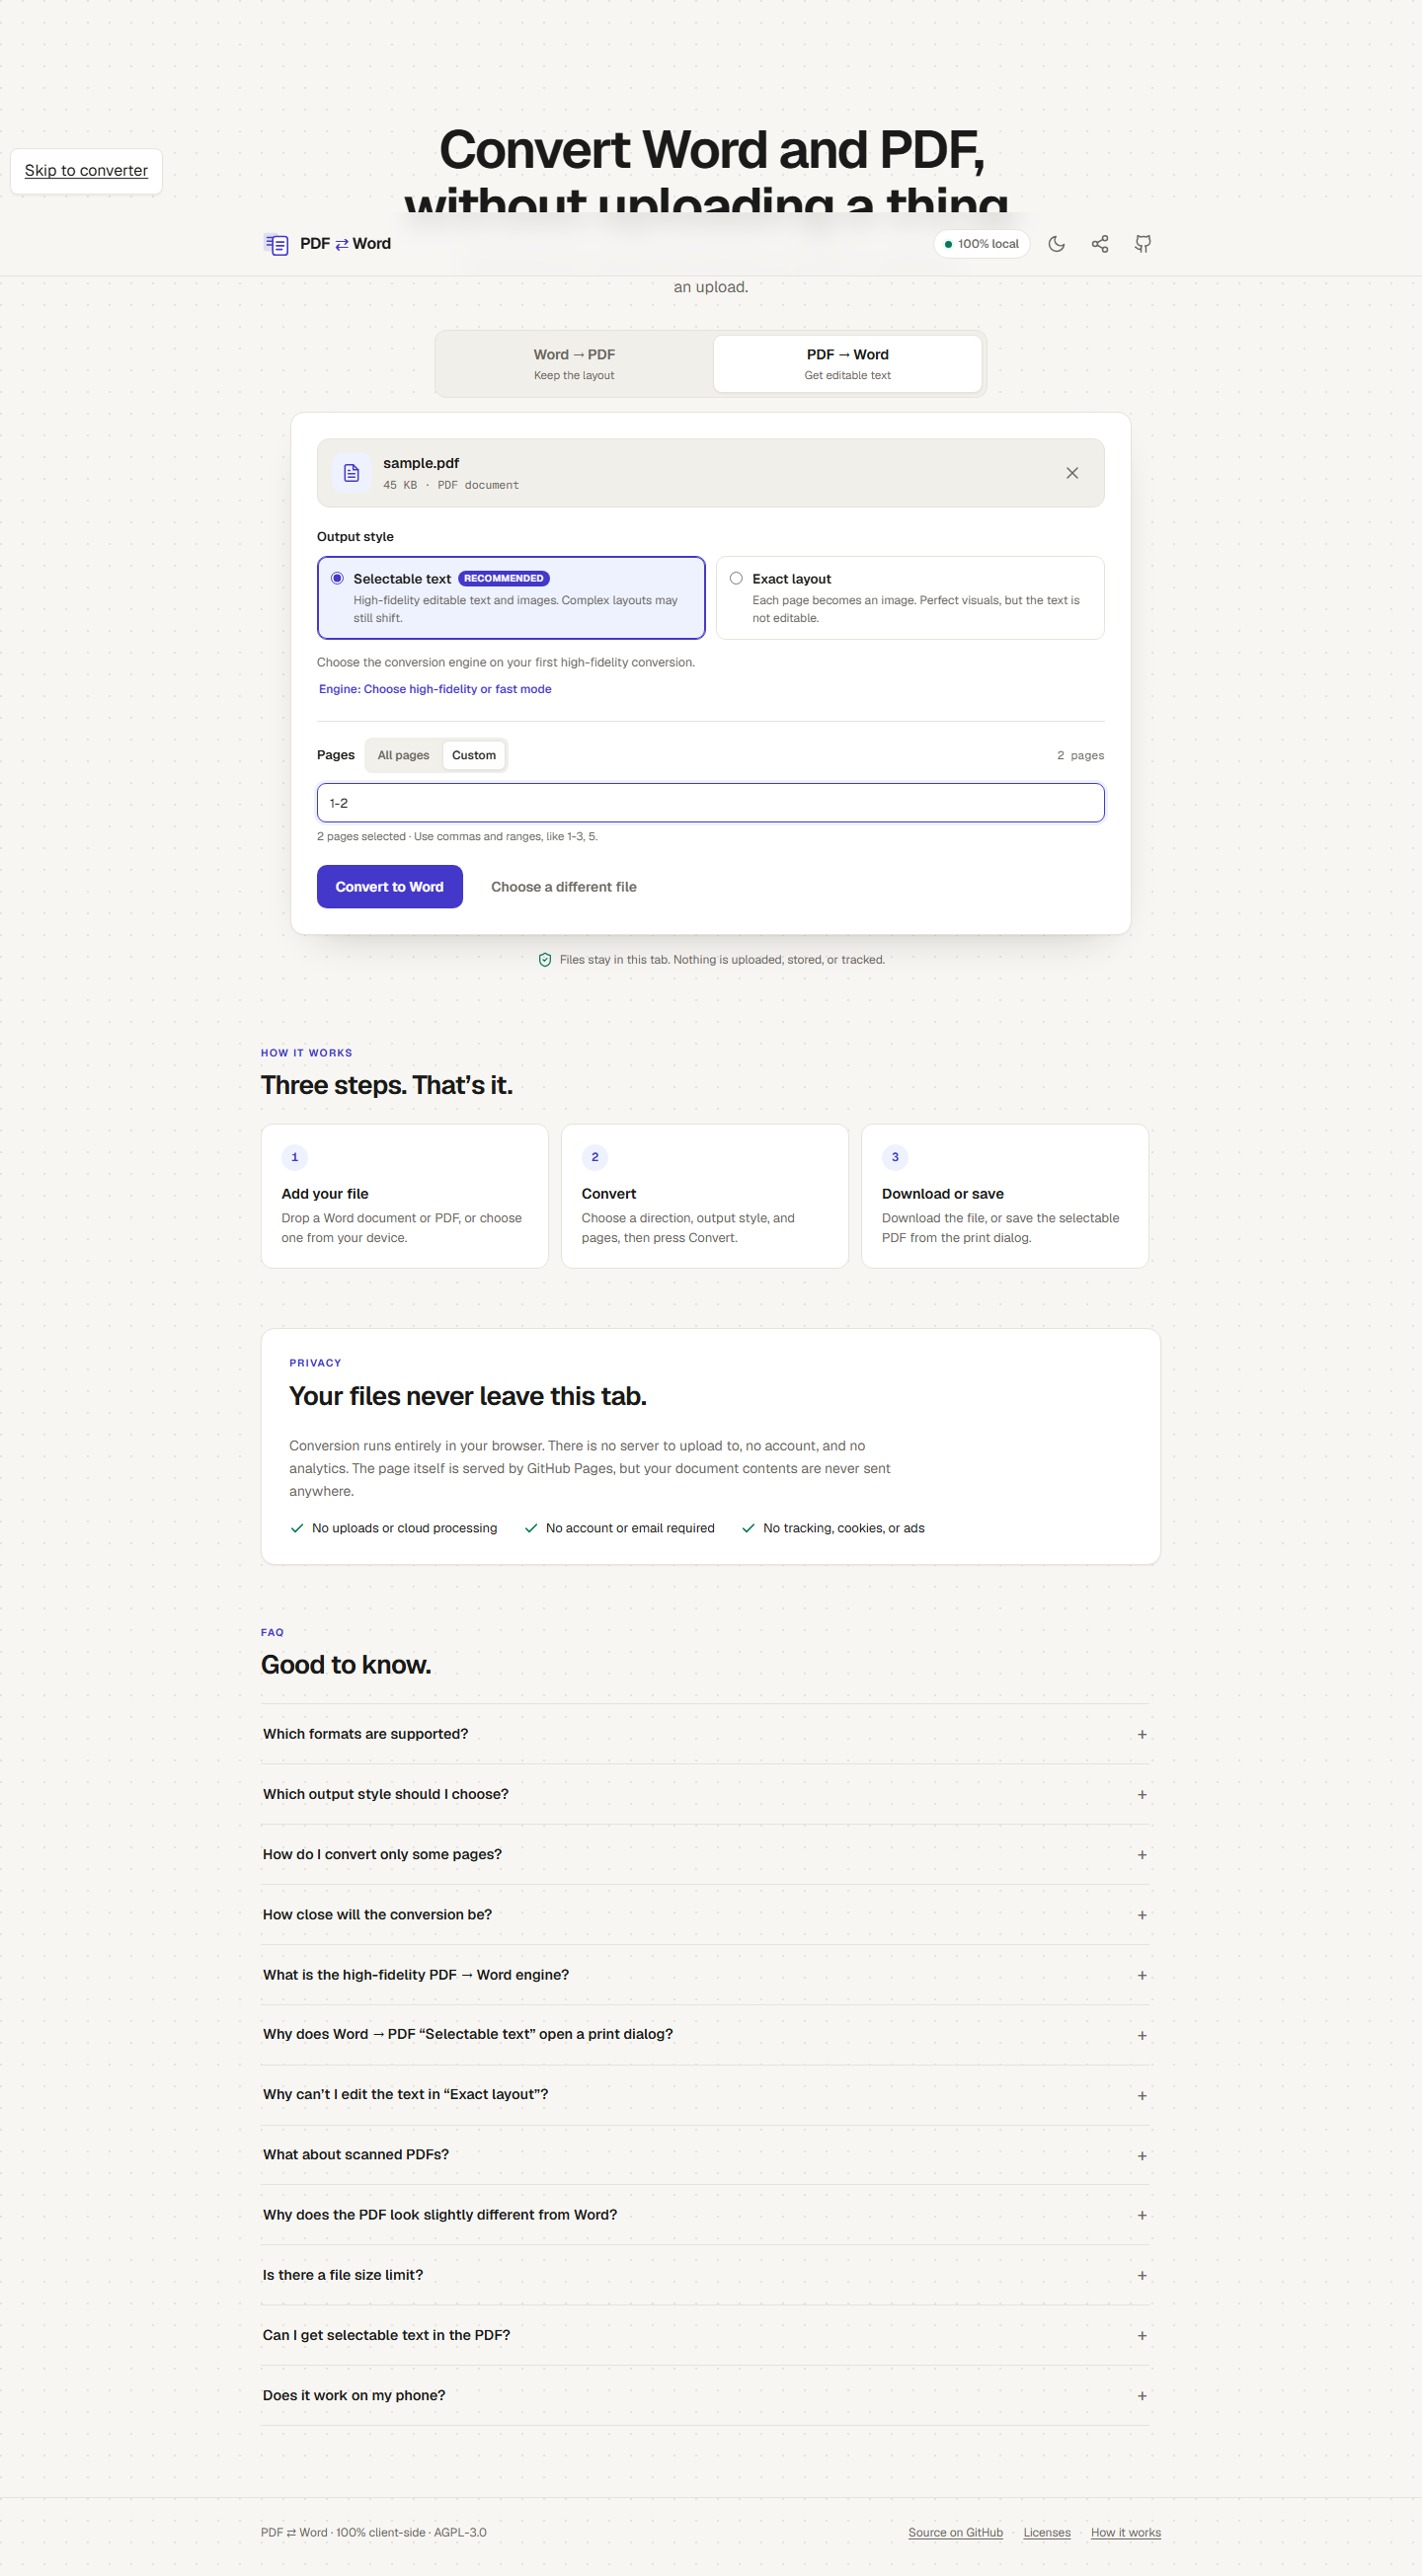 Convert Word and PDF,
Skip to converter
without uploading a thing
PDF ⇄ Word
100% local
an upload.
Word → PDF
Keep the layout
PDF → Word
Get editable text
sample.pdf
45 KB · PDF document
Output style
Selectable text RECOMMENDED
High-fidelity editable text and images. Complex layouts may
still shift.
Exact layout
Each page becomes an image. Perfect visuals, but the text is
not editable.
Choose the conversion engine on your first high-fidelity conversion.
Engine: Choose high-fidelity or fast mode
Pages All pages Custom 2 pages
1-2
2 pages selected · Use commas and ranges, like 1-3, 5.
Convert to Word Choose a different file
Files stay in this tab. Nothing is uploaded, stored, or tracked.
HOW IT WORKS
Three steps. That’s it.
1
Add your file
Drop a Word document or PDF, or choose
one from your device.
2
Convert
Choose a direction, output style, and
pages, then press Convert.
3
Download or save
Download the file, or save the selectable
PDF from the print dialog.
PRIVACY
Your files never leave this tab.
Conversion runs entirely in your browser. There is no server to upload to, no account, and no
analytics. The page itself is served by GitHub Pages, but your document contents are never sent
anywhere.
No uploads or cloud processing
No account or email required
No tracking, cookies, or ads
FAQ
Good to know.
Which formats are supported? +
Which output style should I choose? +
How do I convert only some pages? +
How close will the conversion be? +
What is the high-fidelity PDF → Word engine? +
Why does Word → PDF “Selectable text” open a print dialog? +
Why can’t I edit the text in “Exact layout”? +
What about scanned PDFs? +
Why does the PDF look slightly different from Word? +
Is there a file size limit? +
Can I get selectable text in the PDF? +
Does it work on my phone? +
PDF ⇄ Word · 100% client-side · AGPL-3.0
Source on GitHub · Licenses · How it works